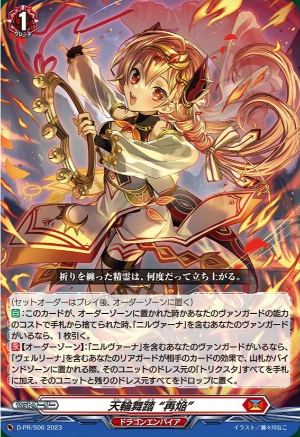 1
グレード
祈りを纏った精霊は、何度だって立ち上がる。
(セットオーダーはプレイ後、オーダーゾーンに置く)
自:このカードが、オーダーゾーンに置かれた時かあなたのヴァンガードの能力
のコストで手札から捨てられた時、「ニルヴァーナ」を含むあなたのヴァンガード
がいるなら、1枚引く。
永【オーダーゾーン】:「ニルヴァーナ」を含むあなたのヴァンガードがいるなら、
「ヴェルリーナ」を含むあなたのリアガードが相手のカードの効果で、山札かバイ
ンドゾーンに置かれる際、そのユニットのドレス元の「トリクスタ」すべてを手札
に加え、そのユニットと残りのドレス元すべてをドロップに置く。
セットオーダー
天輪舞踏 “再焔”
ドラゴンエンパイア
D-PR/506 2023